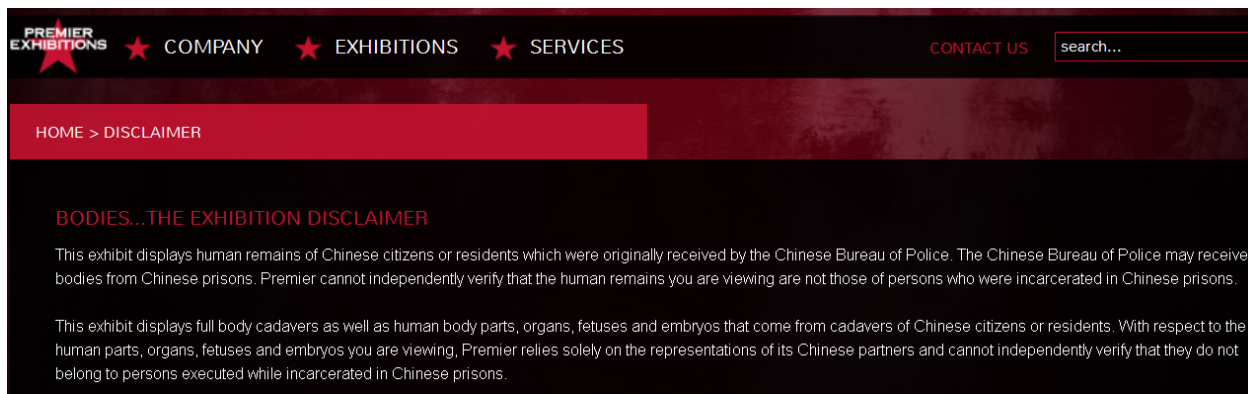 PREMIER
EXHIBITIONS
COMPANY
EXHIBITIONS
SERVICES
CONTACT US
search...
HOME > DISCLAIMER
BODIES...THE EXHIBITION DISCLAIMER
This exhibit displays human remains of Chinese citizens or residents which were originally received by the Chinese Bureau of Police. The Chinese Bureau of Police may receive
bodies from Chinese prisons. Premier cannot independently verify that the human remains you are viewing are not those of persons who were incarcerated in Chinese prisons.
This exhibit displays full body cadavers as well as human body parts, organs, fetuses and embryos that come from cadavers of Chinese citizens or residents. With respect to the
human parts, organs, fetuses and embryos you are viewing, Premier relies solely on the representations of its Chinese partners and cannot independently verify that they do not
belong to persons executed while incarcerated in Chinese prisons.